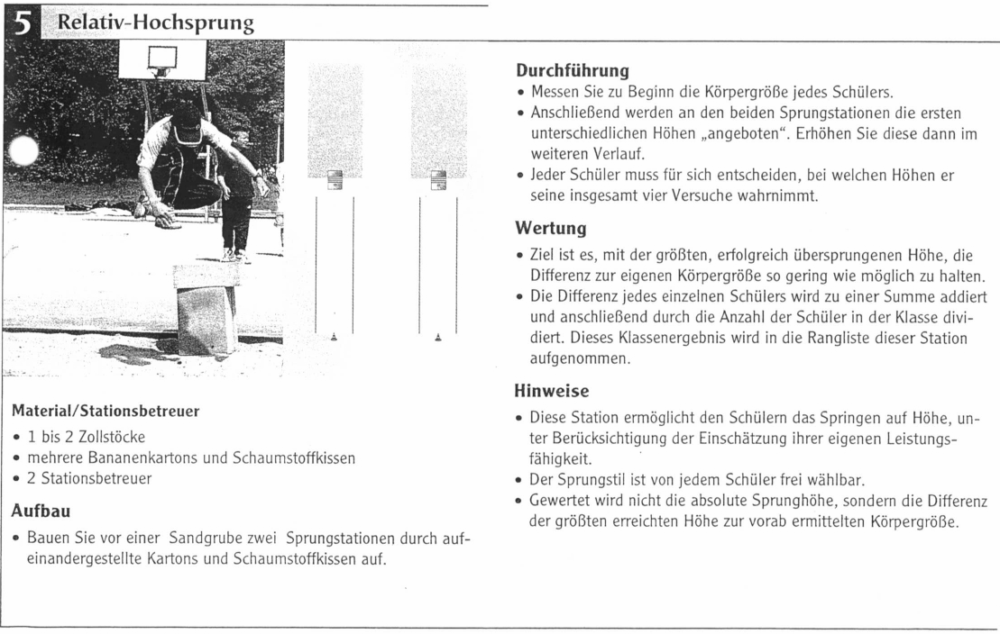 5 Relativ-Hochsprung
Material/Stationsbetreuer
• 1 bis 2 Zollstöcke
• mehrere Bananenkartons und Schaumstoffkissen
• 2 Stationsbetreuer
Aufbau
• Bauen Sie vor einer Sandgrube zwei Sprungstationen durch auf-
einandergestellte Kartons und Schaumstoffkissen auf.
Durchführung
• Messen Sie zu Beginn die Körpergröße jedes Schülers.
• Anschließend werden an den beiden Sprungstationen die ersten
unterschiedlichen Höhen „angeboten“. Erhöhen Sie diese dann im
weiteren Verlauf.
• Jeder Schüler muss für sich entscheiden, bei welchen Höhen er
seine insgesamt vier Versuche wahrnimmt.
Wertung
• Ziel ist es, mit der größten, erfolgreich übersprungenen Höhe, die
Differenz zur eigenen Körpergröße so gering wie möglich zu halten.
• Die Differenz jedes einzelnen Schülers wird zu einer Summe addiert
und anschließend durch die Anzahl der Schüler in der Klasse divi-
diert. Dieses Klassenergebnis wird in die Rangliste dieser Station
aufgenommen.
Hinweise
• Diese Station ermöglicht den Schülern das Springen auf Höhe, un-
ter Berücksichtigung der Einschätzung ihrer eigenen Leistungs-
fähigkeit.
• Der Sprungstil ist von jedem Schüler frei wählbar.
• Gewertet wird nicht die absolute Sprunghöhe, sondern die Differenz
der größten erreichten Höhe zur vorab ermittelten Körpergröße.